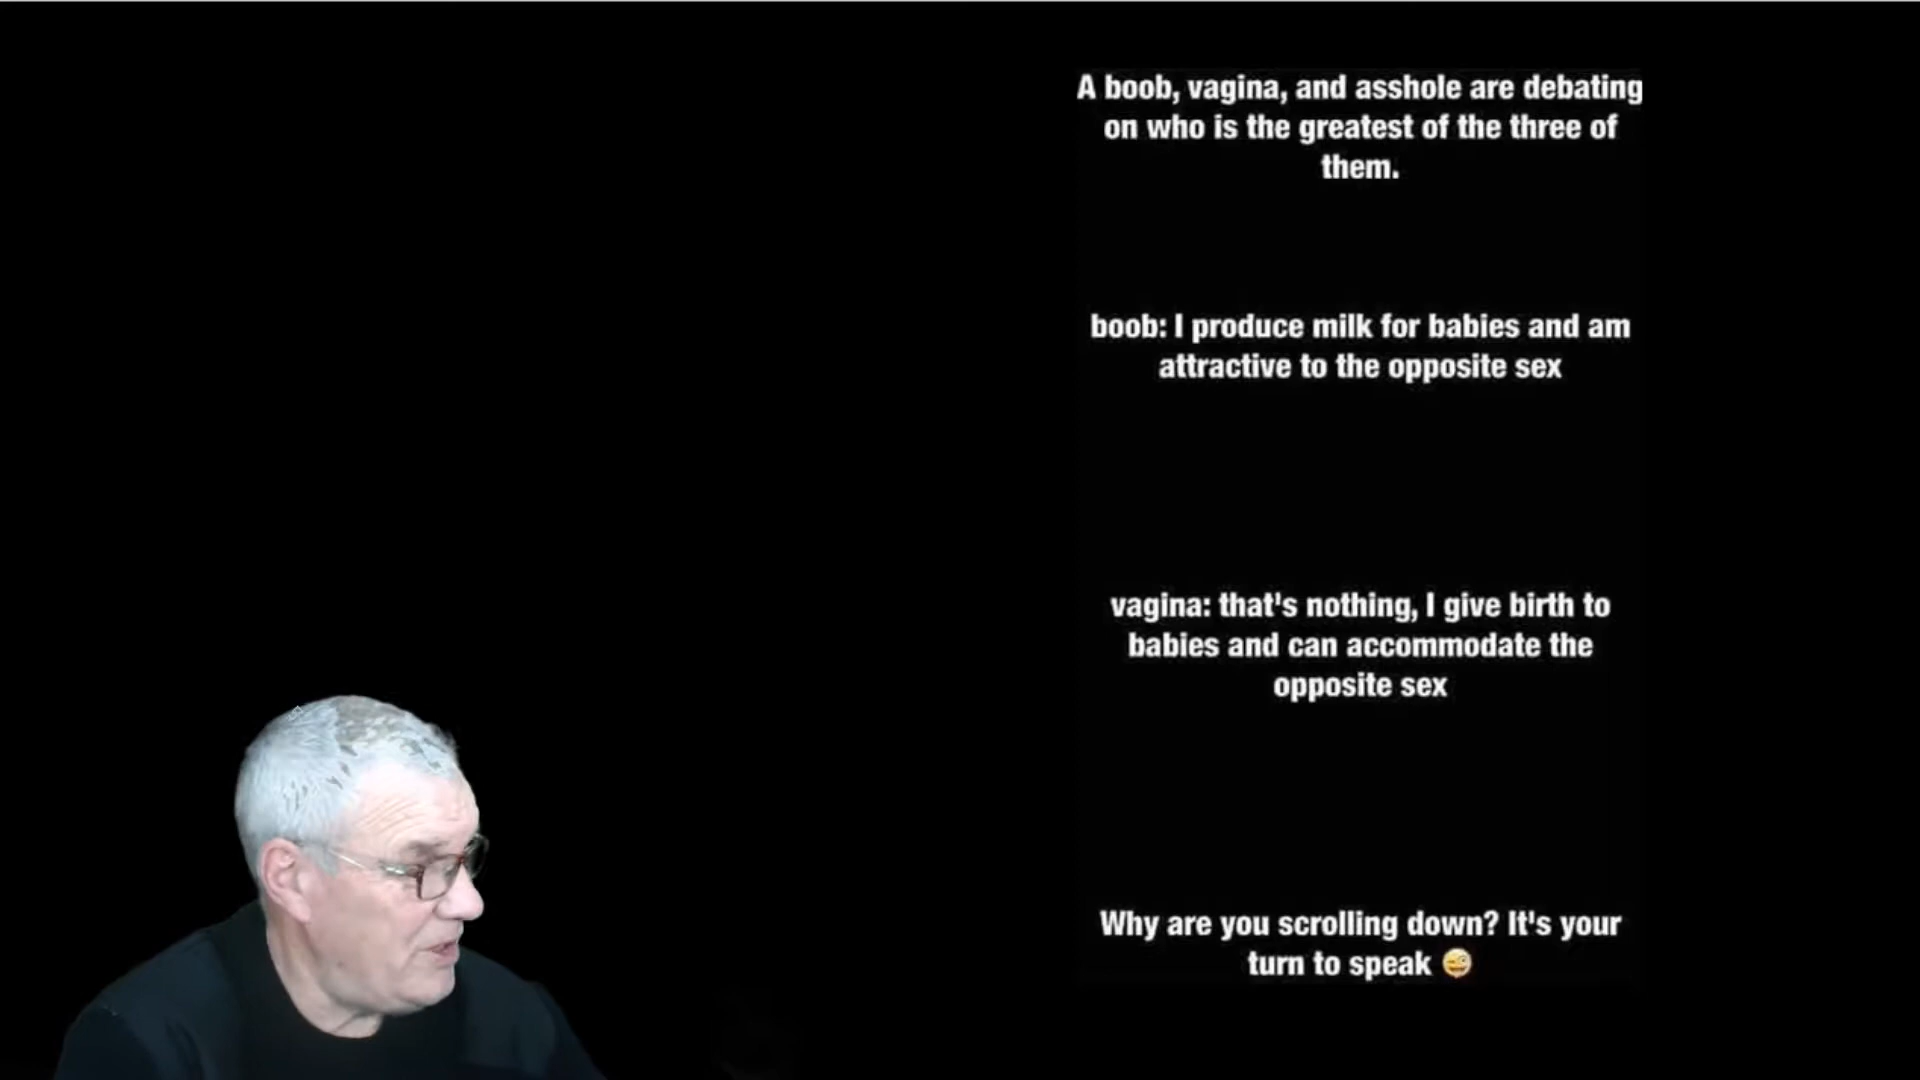 A boob, vagina, and asshole are debating
on who is the greatest of the three of
them.
boob: I produce milk for babies and am
attractive to the opposite sex
vagina: that's nothing, I give birth to
babies and can accommodate the
opposite sex
Why are you scrolling down? It's your
turn to speak 😜